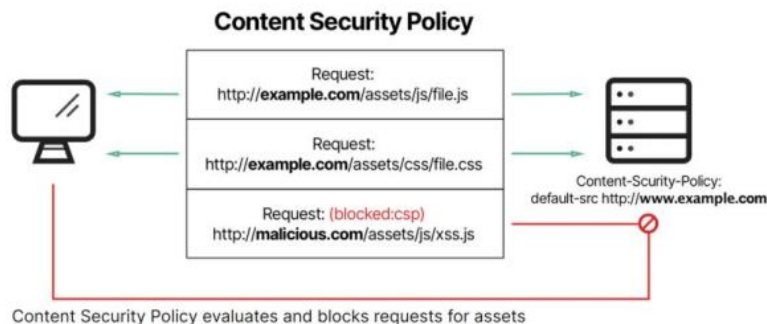 Content Security Policy
Request:
http://example.com/assets/js/file.js
Request:
http://example.com/assets/css/file.css
Request: (blocked:csp)
http://malicious.com/assets/js/xss.js
Content-Scurity-Policy:
default-src http://www.example.com
Content Security Policy evaluates and blocks requests for assets